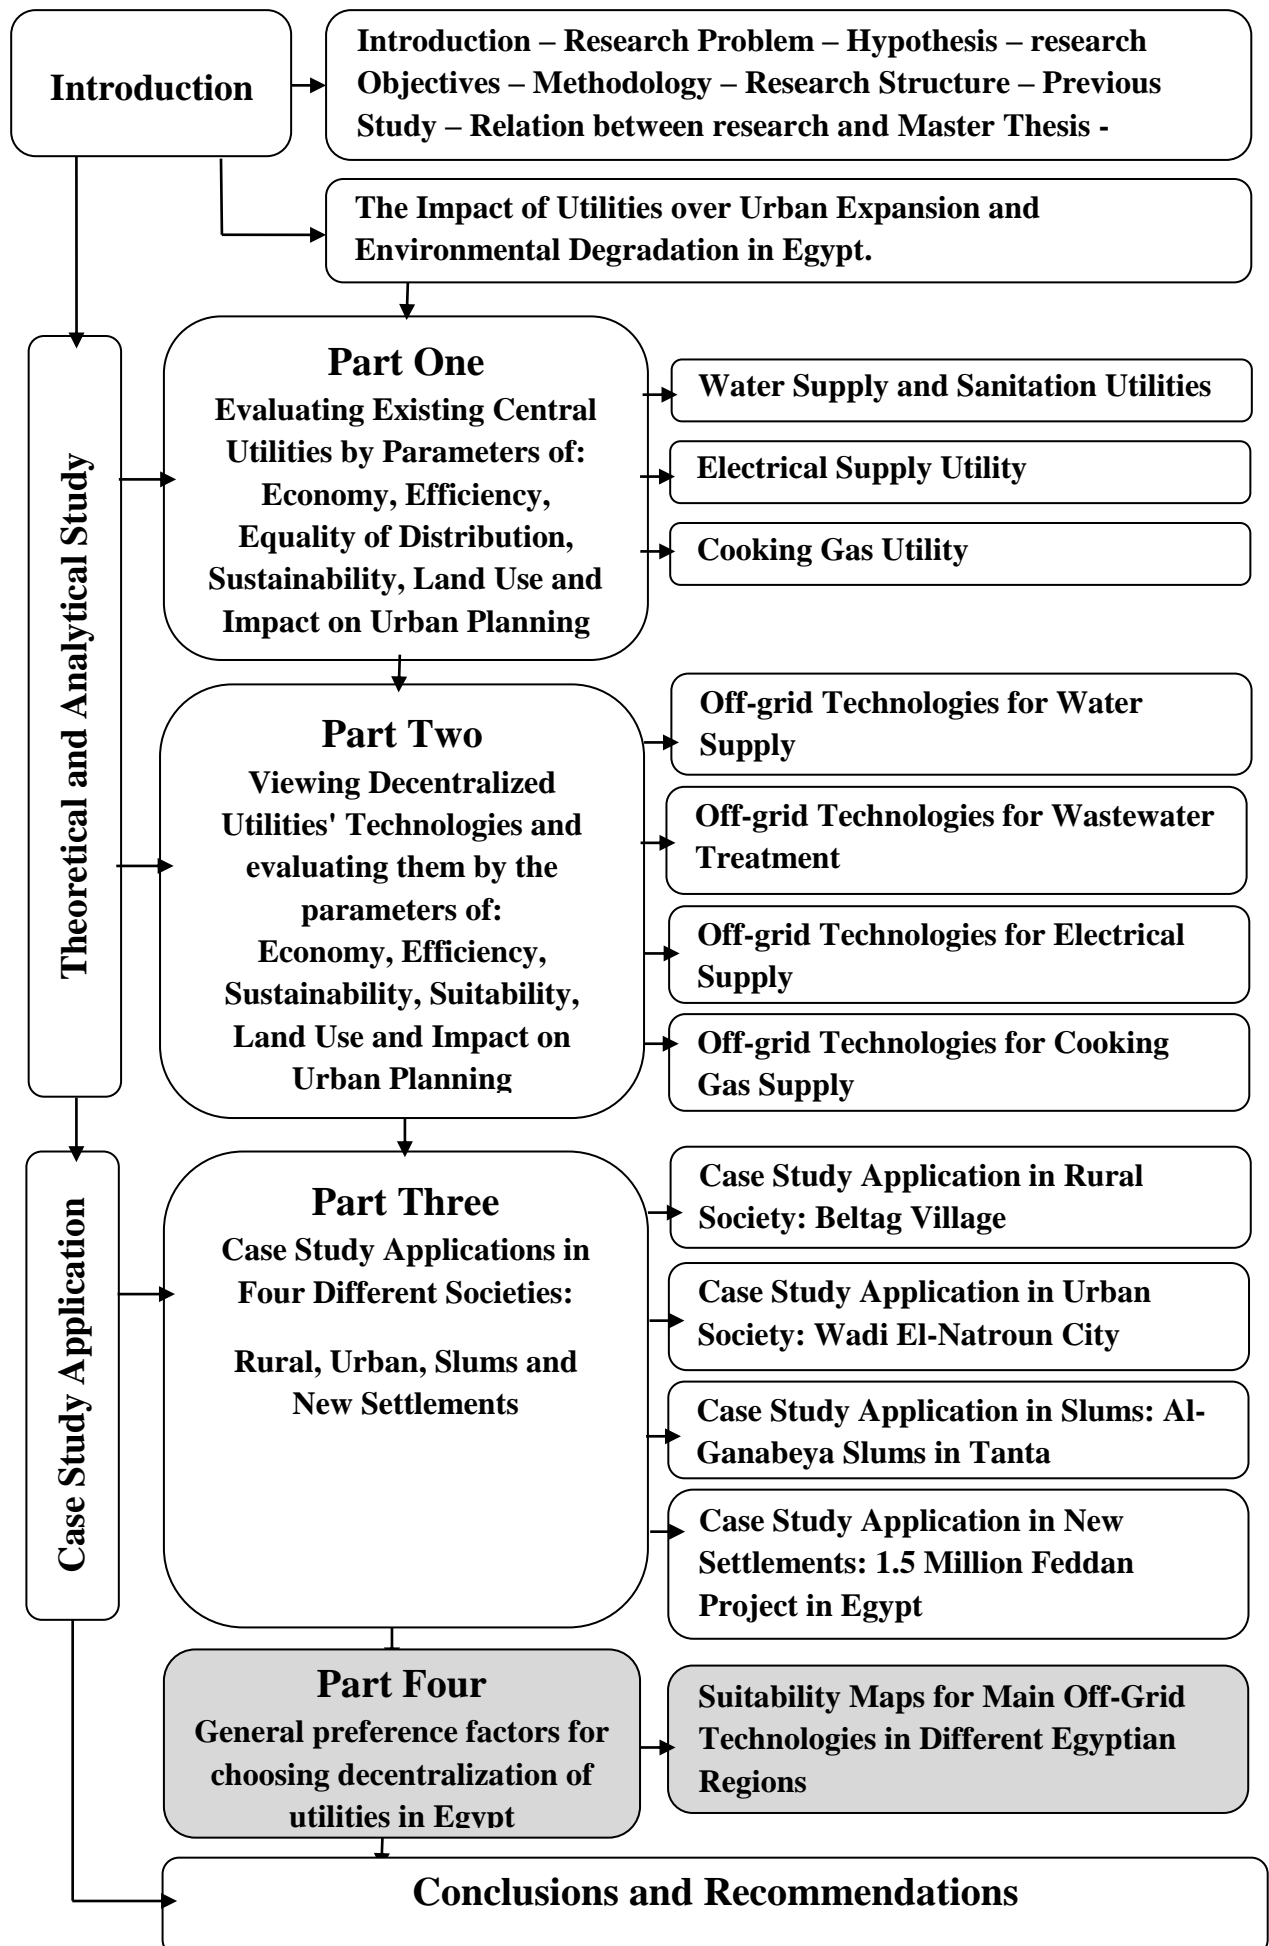 Introduction
Introduction – Research Problem – Hypothesis – research
Objectives – Methodology – Research Structure – Previous
Study – Relation between research and Master Thesis -
The Impact of Utilities over Urban Expansion and
Environmental Degradation in Egypt.
Theoretical and Analytical Study
Part One
Evaluating Existing Central
Utilities by Parameters of:
Economy, Efficiency,
Equality of Distribution,
Sustainability, Land Use and
Impact on Urban Planning
Water Supply and Sanitation Utilities
Electrical Supply Utility
Cooking Gas Utility
Part Two
Viewing Decentralized
Utilities' Technologies and
evaluating them by the
parameters of:
Economy, Efficiency,
Sustainability, Suitability,
Land Use and Impact on
Urban Planning
Off-grid Technologies for Water
Supply
Off-grid Technologies for Wastewater
Treatment
Off-grid Technologies for Electrical
Supply
Off-grid Technologies for Cooking
Gas Supply
Case Study Application
Part Three
Case Study Applications in
Four Different Societies:
Rural, Urban, Slums and
New Settlements
Case Study Application in Rural
Society: Beltag Village
Case Study Application in Urban
Society: Wadi El-Natroun City
Case Study Application in Slums: Al-
Ganabeya Slums in Tanta
Case Study Application in New
Settlements: 1.5 Million Feddan
Project in Egypt
Part Four
General preference factors for
choosing decentralization of
utilities in Egypt
Suitability Maps for Main Off-Grid
Technologies in Different Egyptian
Regions
Conclusions and Recommendations